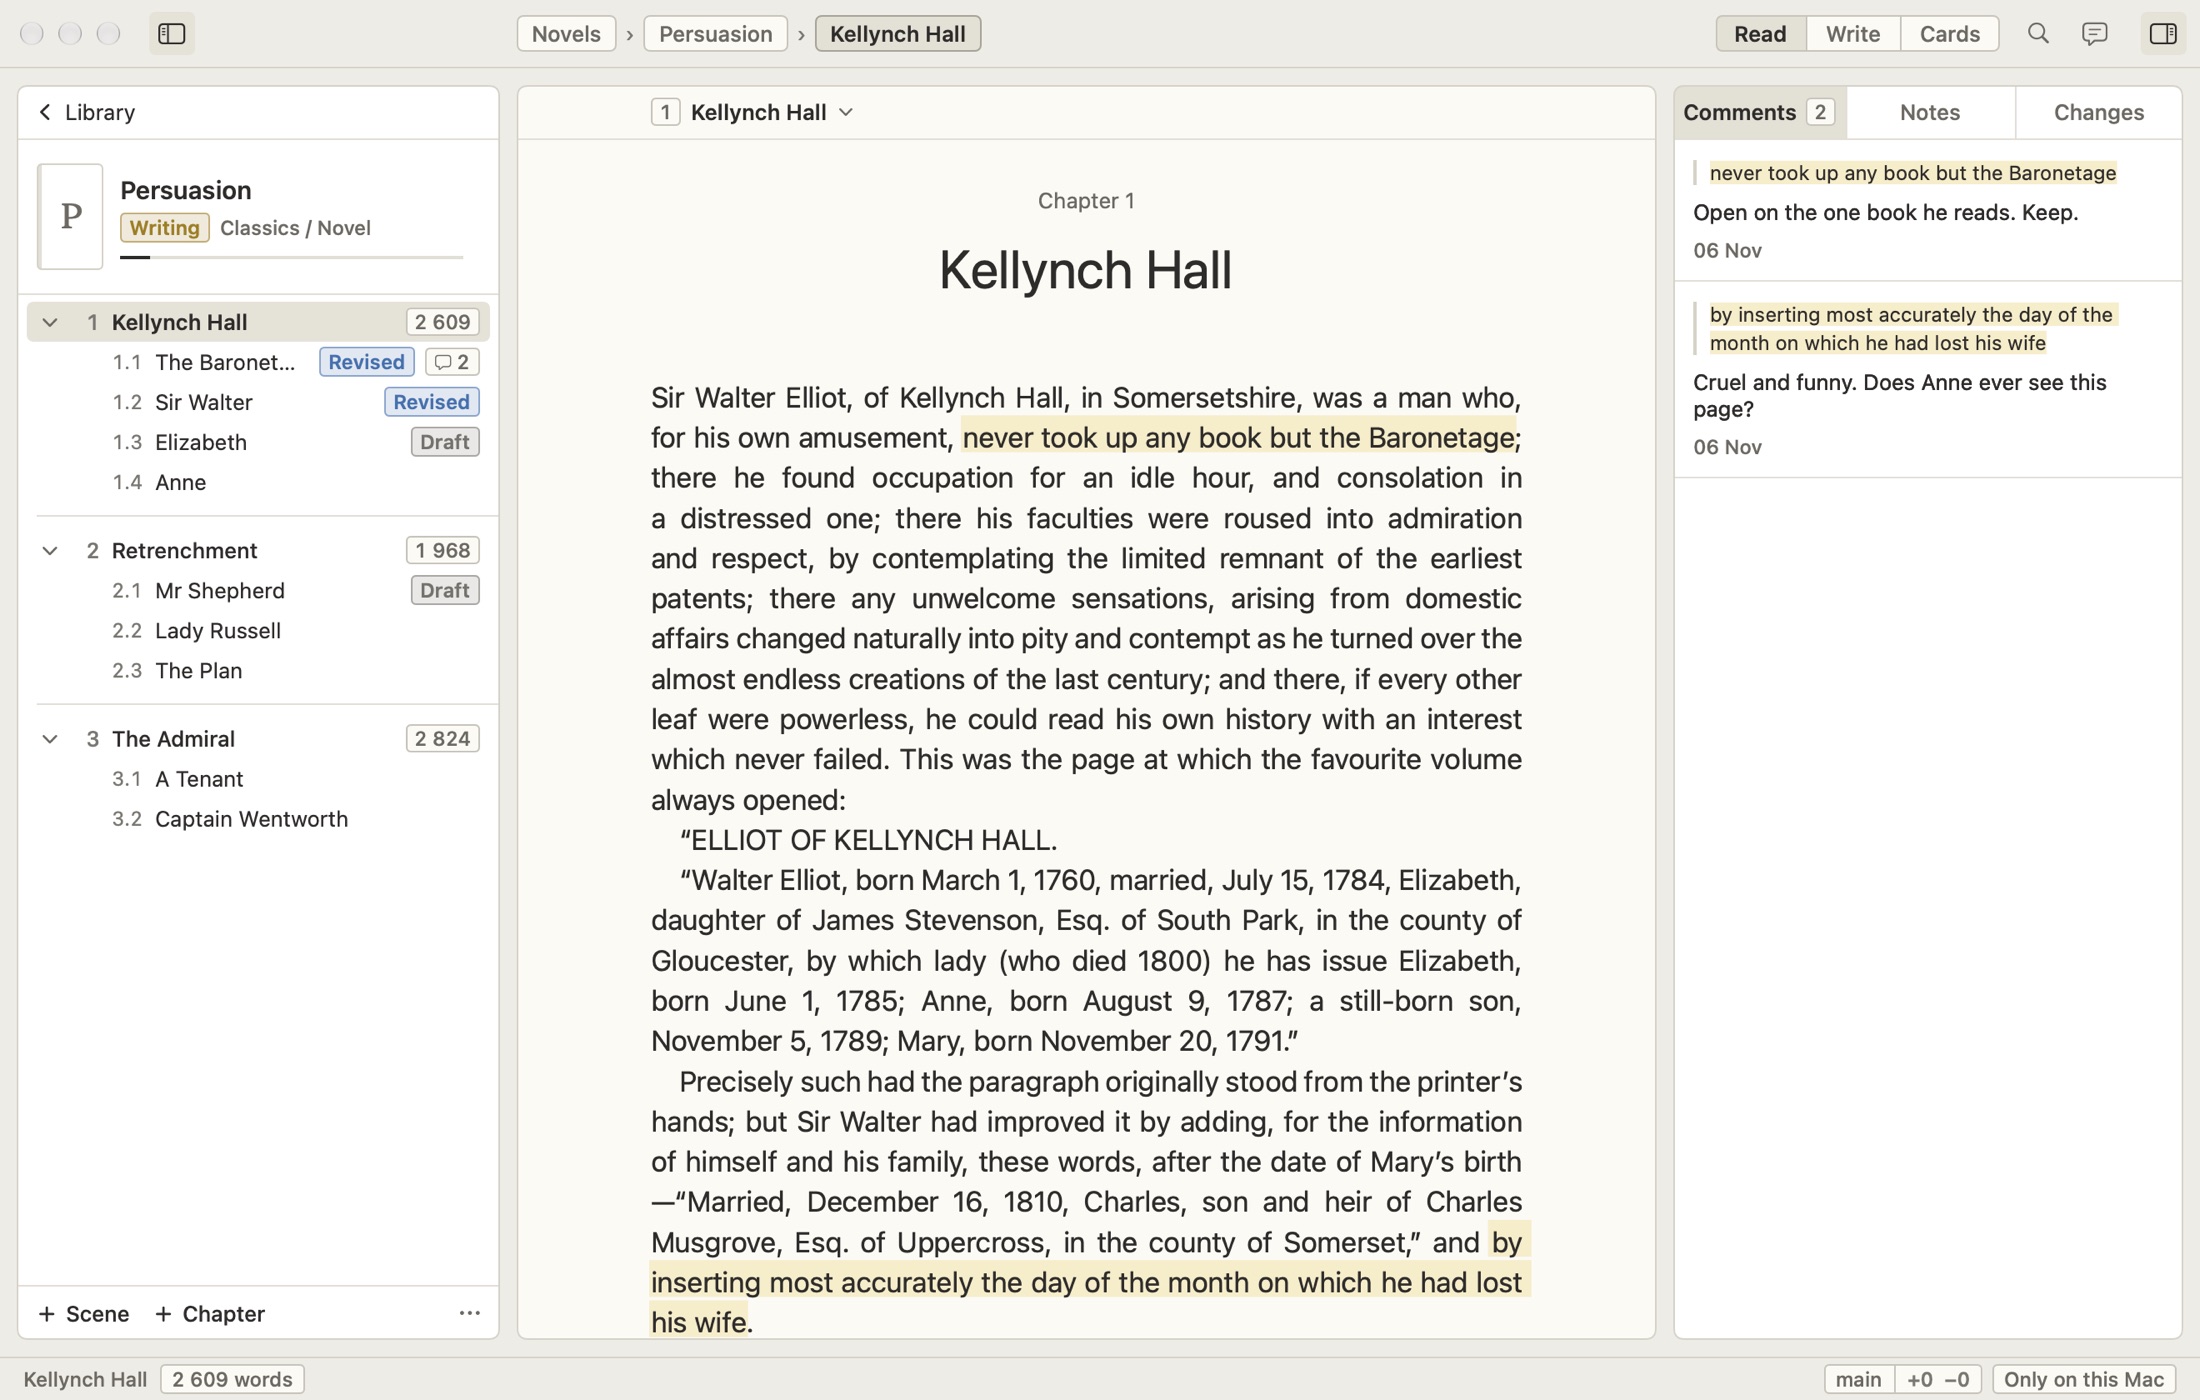 Novels › Persuasion › Kellynch Hall
Read Write Cards
Library
P
Persuasion
Writing Classics / Novel
1 Kellynch Hall 2 609
1.1 The Baronet... Revised 2
1.2 Sir Walter Revised
1.3 Elizabeth Draft
1.4 Anne
2 Retrenchment 1 968
2.1 Mr Shepherd Draft
2.2 Lady Russell
2.3 The Plan
3 The Admiral 2 824
3.1 A Tenant
3.2 Captain Wentworth
+ Scene + Chapter ...
1 Kellynch Hall
Chapter 1
Kellynch Hall
Sir Walter Elliot, of Kellynch Hall, in Somersetshire, was a man who,
for his own amusement, never took up any book but the Baronetage;
there he found occupation for an idle hour, and consolation in
a distressed one; there his faculties were roused into admiration
and respect, by contemplating the limited remnant of the earliest
patents; there any unwelcome sensations, arising from domestic
affairs changed naturally into pity and contempt as he turned over the
almost endless creations of the last century; and there, if every other
leaf were powerless, he could read his own history with an interest
which never failed. This was the page at which the favourite volume
always opened:
“ELLIOT OF KELLYNCH HALL.
“Walter Elliot, born March 1, 1760, married, July 15, 1784, Elizabeth,
daughter of James Stevenson, Esq. of South Park, in the county of
Gloucester, by which lady (who died 1800) he has issue Elizabeth,
born June 1, 1785; Anne, born August 9, 1787; a still-born son,
November 5, 1789; Mary, born November 20, 1791.”
Precisely such had the paragraph originally stood from the printer’s
hands; but Sir Walter had improved it by adding, for the information
of himself and his family, these words, after the date of Mary’s birth
—“Married, December 16, 1810, Charles, son and heir of Charles
Musgrove, Esq. of Uppercross, in the county of Somerset,” and by
inserting most accurately the day of the month on which he had lost
his wife.
Comments 2 Notes Changes
never took up any book but the Baronetage
Open on the one book he reads. Keep.
06 Nov
by inserting most accurately the day of the
month on which he had lost his wife
Cruel and funny. Does Anne ever see this
page?
06 Nov
Kellynch Hall 2 609 words
main +0 −0 Only on this Mac